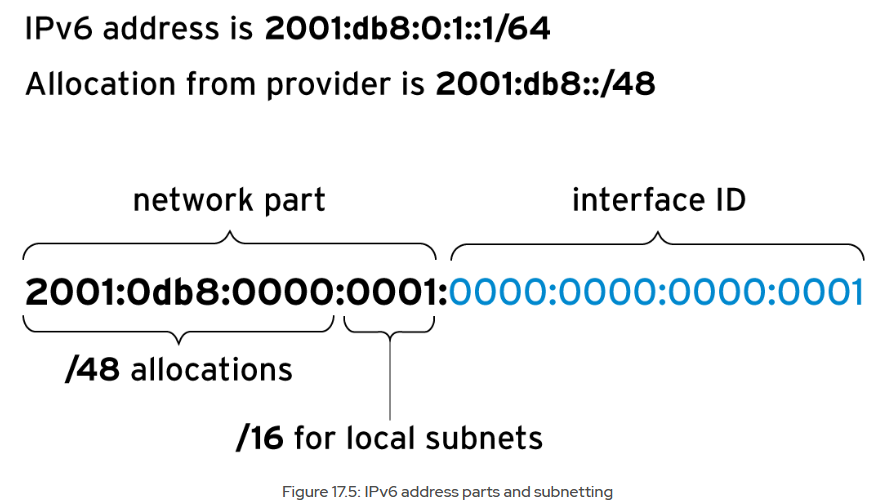 IPv6 address is 2001:db8:0:1::1/64
Allocation from provider is 2001:db8::/48
network part
interface ID
2001:0db8:0000:0001:0000:0000:0000:0001
/48 allocations
/16 for local subnets
Figure 17.5: IPv6 address parts and subnetting